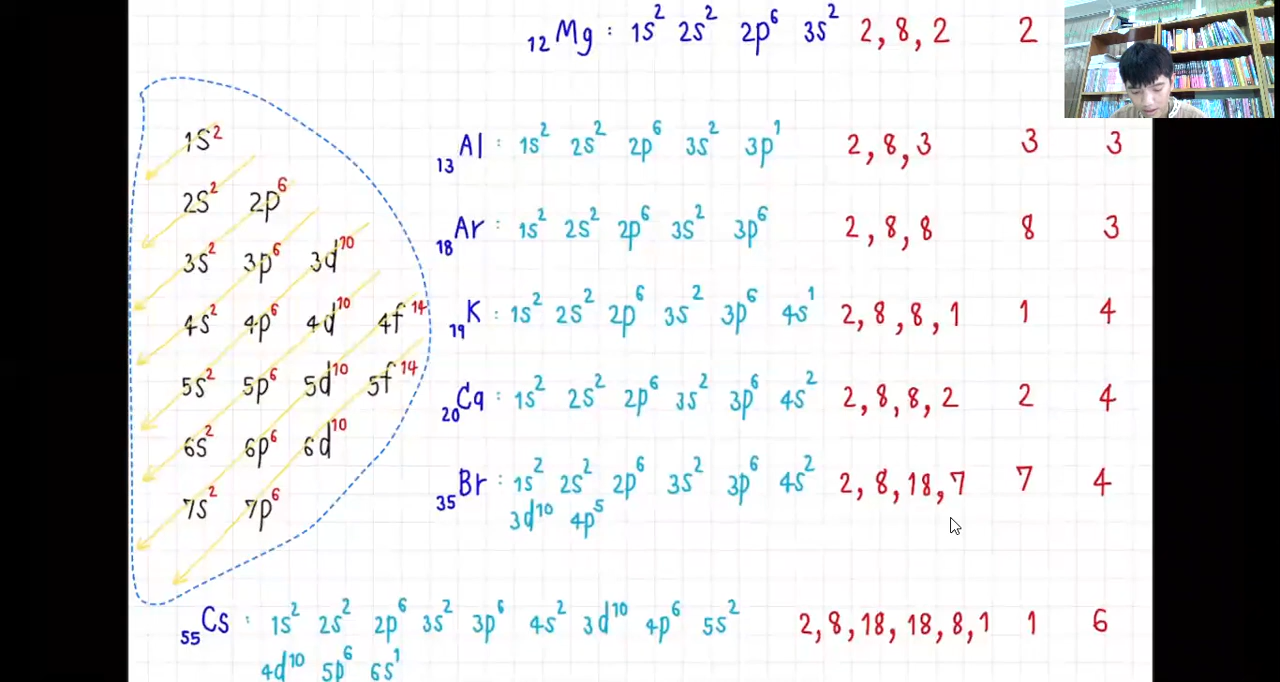 ₁₂Mg : 1s² 2s² 2p⁶ 3s² 2, 8, 2 2
1s²
2s² 2p⁶
3s² 3p⁶ 3d¹⁰
4s² 4p⁶ 4d¹⁰ 4f¹⁴
5s² 5p⁶ 5d¹⁰ 5f¹⁴
6s² 6p⁶ 6d¹⁰
7s² 7p⁶
₁₃Al : 1s² 2s² 2p⁶ 3s² 3p¹ 2, 8, 3 3 3
₁₈Ar : 1s² 2s² 2p⁶ 3s² 3p⁶ 2, 8, 8 8 3
₁₉K : 1s² 2s² 2p⁶ 3s² 3p⁶ 4s¹ 2, 8, 8, 1 1 4
₂₀Ca : 1s² 2s² 2p⁶ 3s² 3p⁶ 4s² 2, 8, 8, 2 2 4
₃₅Br : 1s² 2s² 2p⁶ 3s² 3p⁶ 4s² 2, 8, 18, 7 7 4
3d¹⁰ 4p⁵
₅₅Cs : 1s² 2s² 2p⁶ 3s² 3p⁶ 4s² 3d¹⁰ 4p⁶ 5s² 2, 8, 18, 18, 8, 1 1 6
4d¹⁰ 5p⁶ 6s¹